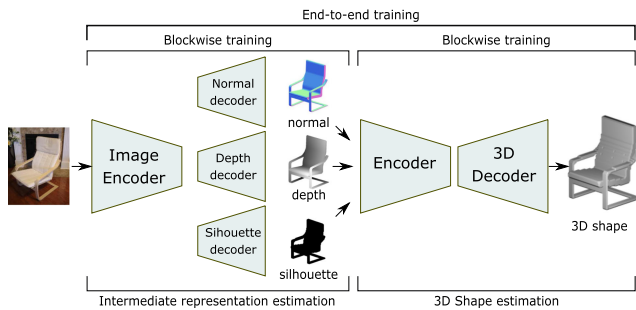 End-to-end training
Blockwise training
Blockwise training
Normal
decoder
normal
Image
Encoder
Depth
decoder
depth
Sihouette
decoder
silhouette
Encoder
3D
Decoder
3D shape
Intermediate representation estimation
3D Shape estimation